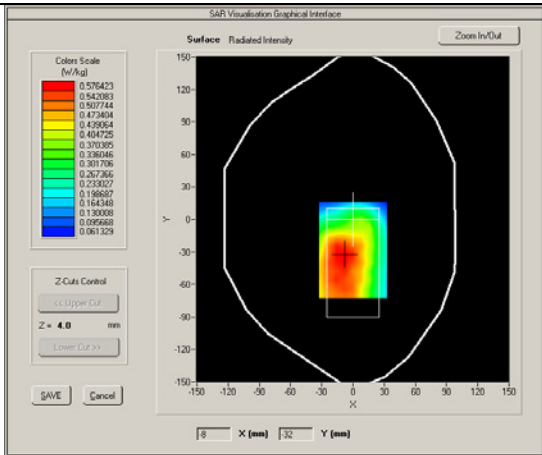 SAR Visualisation Graphical Interface
Surface Radiated Intensity
Zoom In/Out
Colors Scale
(W/kg)
0.576423
0.542083
0.507744
0.473404
0.439064
0.404725
0.370385
0.336046
0.301706
0.267366
0.233027
0.198687
0.164348
0.130008
0.095668
0.061329
Z-Cuts Control
<< Upper Cut
Z = 4.0 mm
Lower Cut >>
SAVE Cancel
150-
120-
90-
60-
30-
0-
-30-
-60-
-90-
-120-
-150-
Y
-150 -120 -90 -60 -30 0 30 60 90 120 150
X
-8 X (mm) -32 Y (mm)